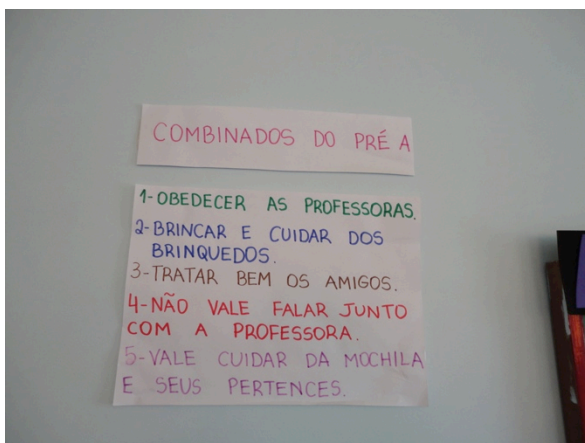 COMBINADOS DO PRÉ A
1-OBEDECER AS PROFESSORAS.
2-BRINCAR E CUIDAR DOS
BRINQUEDOS.
3-TRATAR BEM OS AMIGOS.
4-NÃO VALE FALAR JUNTO
COM A PROFESSORA.
5-VALE CUIDAR DA MOCHILA
E SEUS PERTENCES.